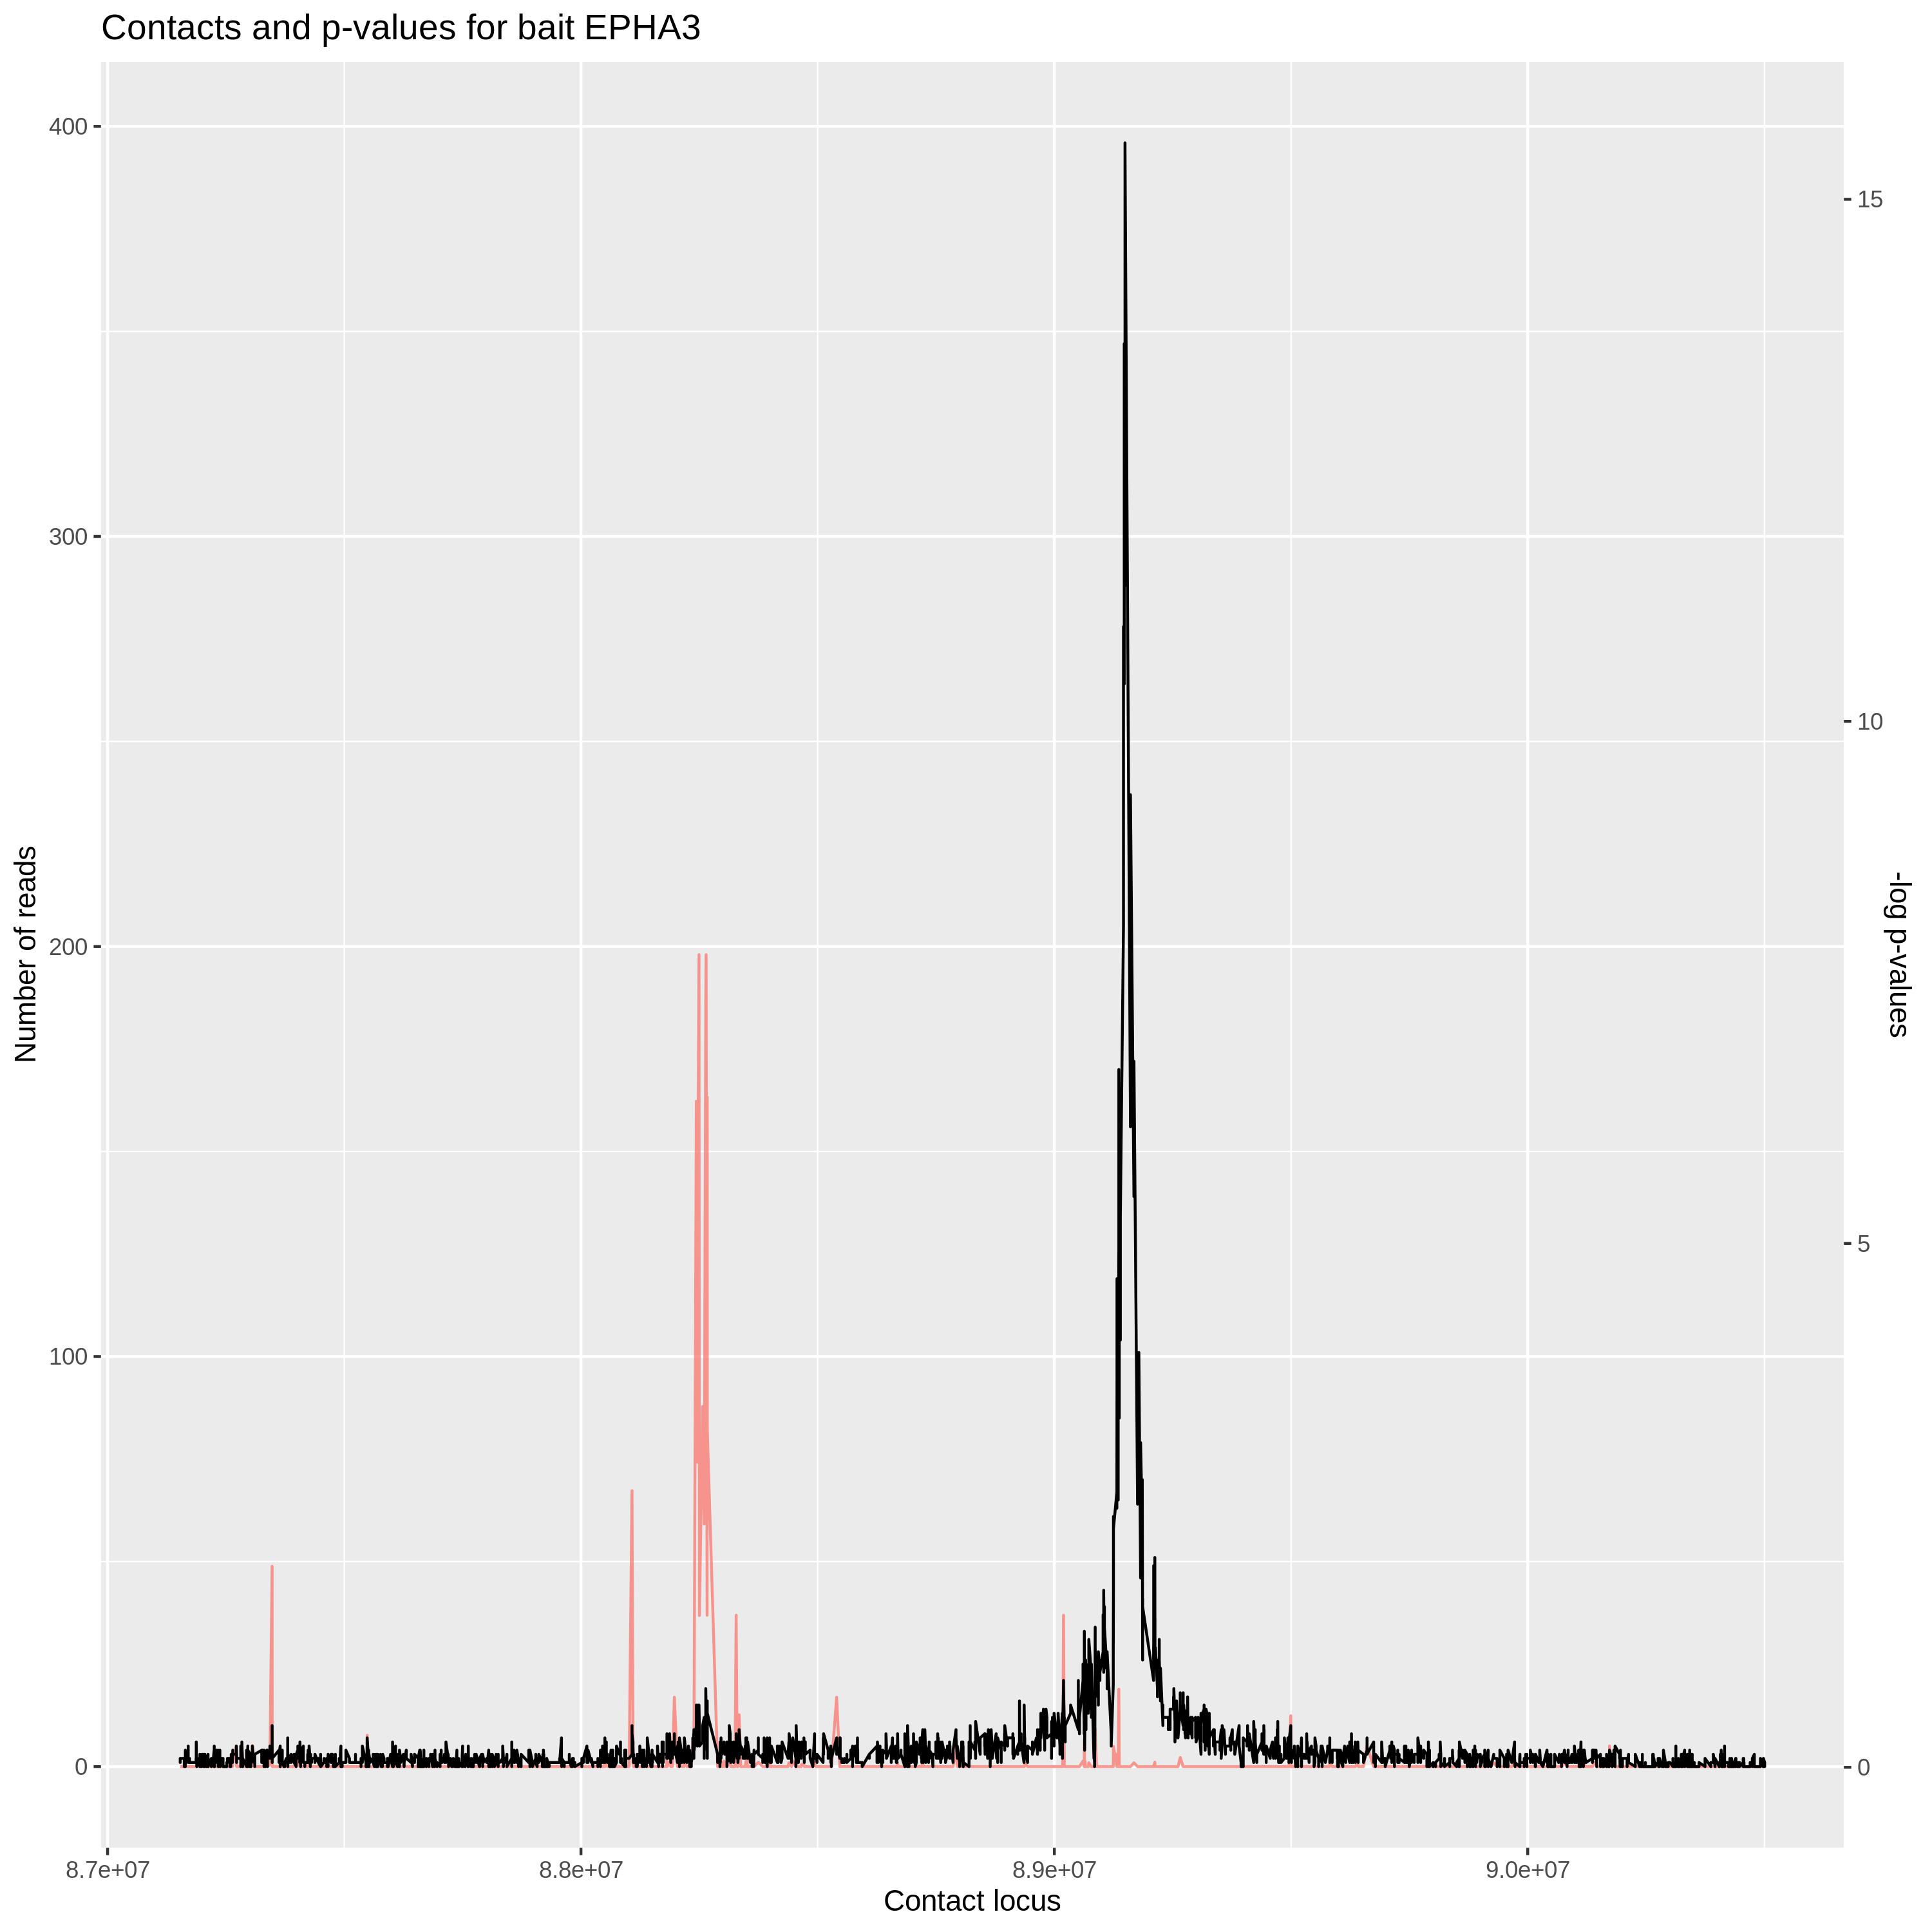 Contacts and p-values for bait EPHA3
400
300
200
100
0
Number of reads
15
10
5
0
-log p-values
8.7e+07
8.8e+07
8.9e+07
9.0e+07
Contact locus